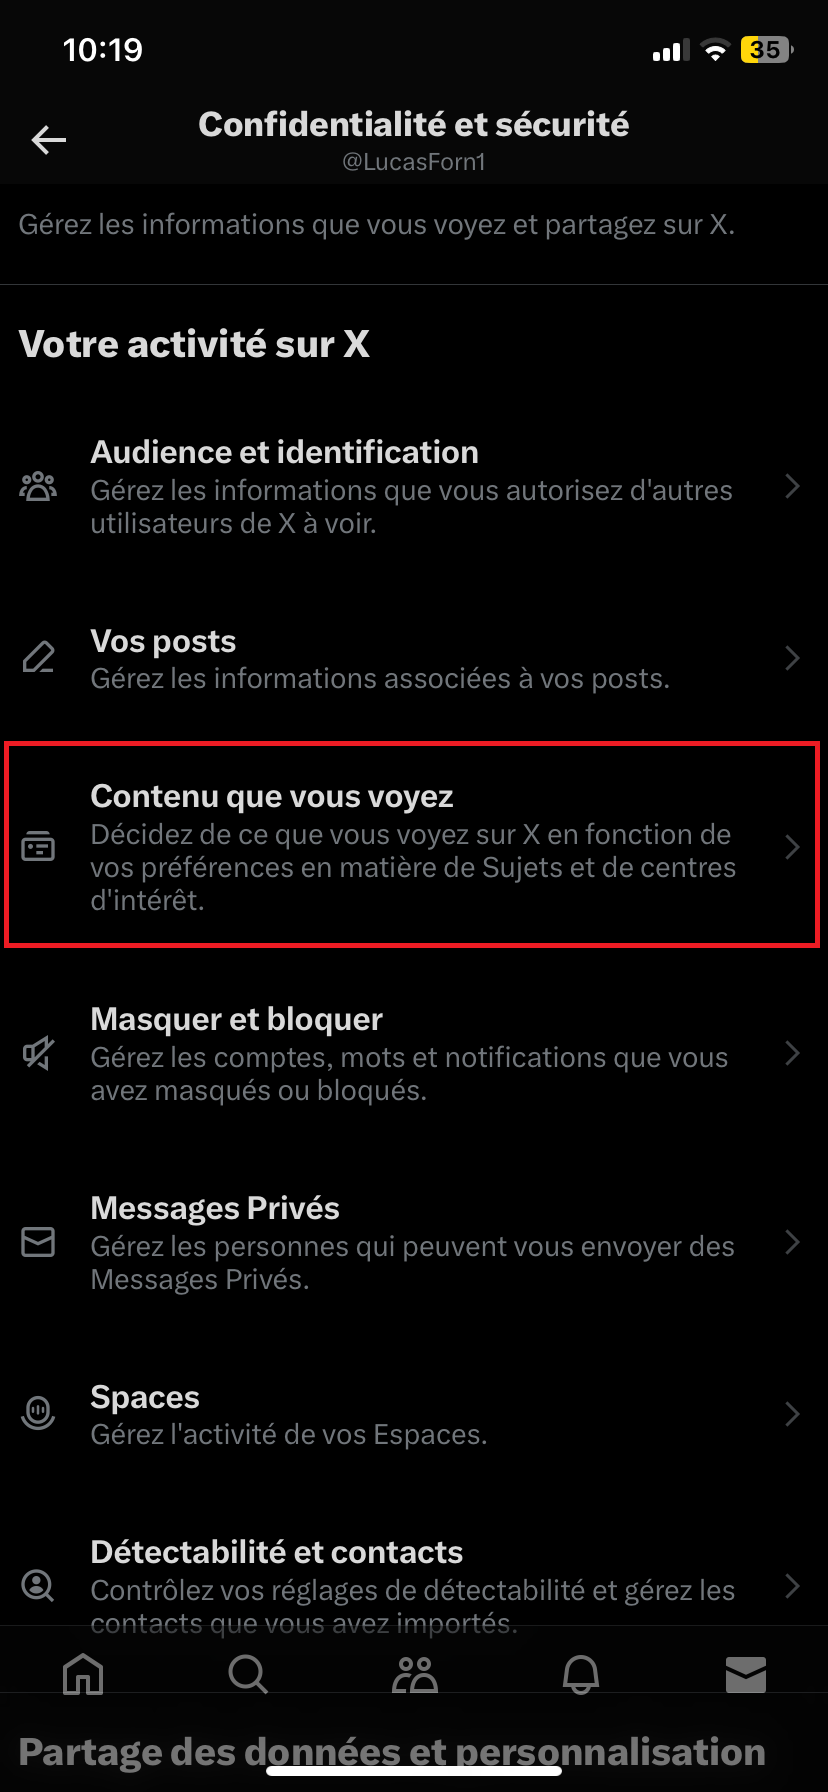 10:19
35
Confidentialité et sécurité
@LucasForn1
Gérez les informations que vous voyez et partagez sur X.
Votre activité sur X
Audience et identification
Gérez les informations que vous autorisez d'autres
utilisateurs de X à voir.
Vos posts
Gérez les informations associées à vos posts.
Contenu que vous voyez
Décidez de ce que vous voyez sur X en fonction de
vos préférences en matière de Sujets et de centres
d'intérêt.
Masquer et bloquer
Gérez les comptes, mots et notifications que vous
avez masqués ou bloqués.
Messages Privés
Gérez les personnes qui peuvent vous envoyer des
Messages Privés.
Spaces
Gérez l'activité de vos Espaces.
Détectabilité et contacts
Contrôlez vos réglages de détectabilité et gérez les
contacts que vous avez importés.
Partage des données et personnalisation